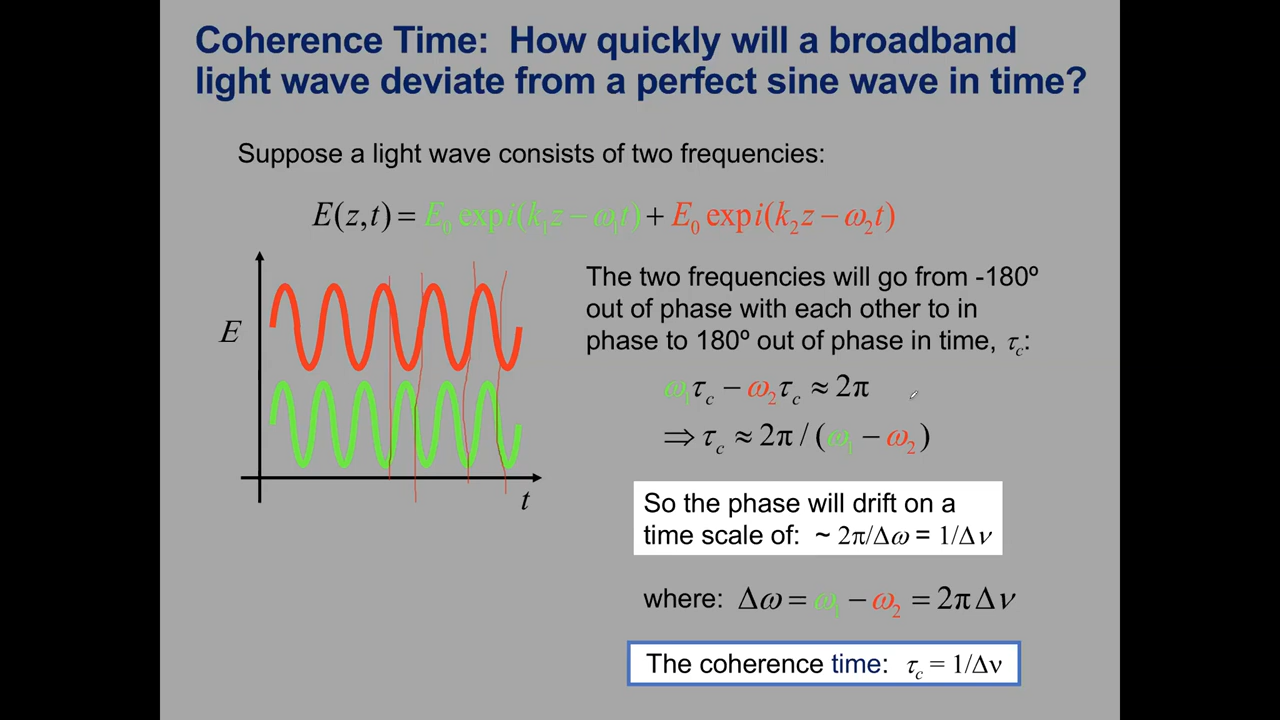 Coherence Time: How quickly will a broadband
light wave deviate from a perfect sine wave in time?
Suppose a light wave consists of two frequencies:
E(z,t) = E₀ exp i(k₁z − ω₁t) + E₀ exp i(k₂z − ω₂t)
E
t
The two frequencies will go from -180º
out of phase with each other to in
phase to 180º out of phase in time, τc:
ω₁τc − ω₂τc ≈ 2π
⇒ τc ≈ 2π / (ω₁ − ω₂)
So the phase will drift on a
time scale of: ~ 2π/Δω = 1/Δν
where: Δω = ω₁ − ω₂ = 2πΔν
The coherence time: τc = 1/Δν